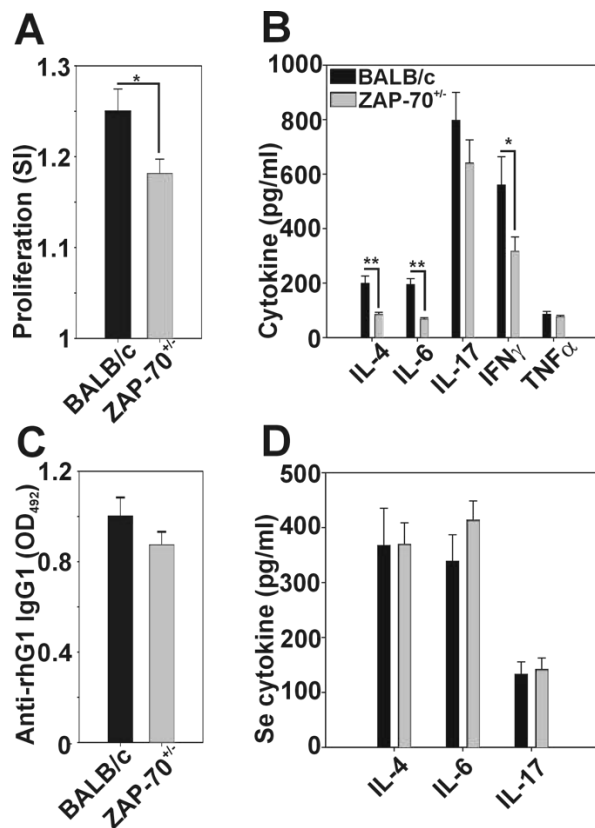 A
Proliferation (SI)
1.3
1.2
1.1
1
*
BALB/c
ZAP-70+/-
B
Cytokine (pg/ml)
1000
800
600
400
200
0
BALB/c
ZAP-70+/-
**
**
*
IL-4
IL-6
IL-17
IFNγ
TNFα
C
Anti-rhG1 IgG1 (OD492)
1.2
0.8
0.4
0
BALB/c
ZAP-70+/-
D
Se cytokine (pg/ml)
500
400
300
200
100
0
IL-4
IL-6
IL-17